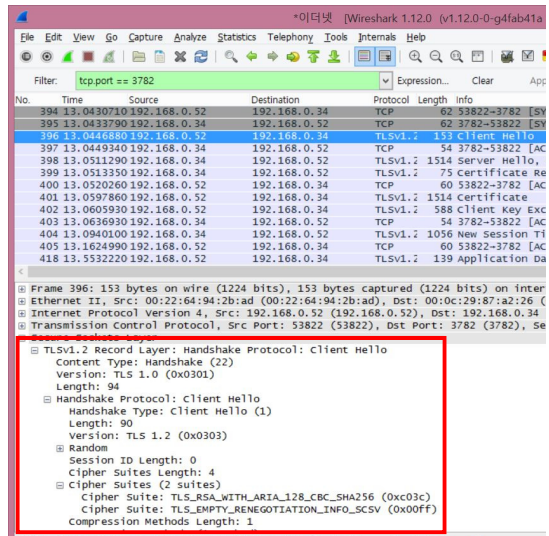 *이더넷 [Wireshark 1.12.0 (v1.12.0-0-g4fab41a
File Edit View Go Capture Analyze Statistics Telephony Tools Internals Help
Filter: tcp.port == 3782 Expression... Clear App
No. Time Source Destination Protocol Length Info
394 13.0430710 192.168.0.52 192.168.0.34 TCP 62 53822→3782 [SY
395 13.0433790 192.168.0.34 192.168.0.52 TCP 62 3782→53822 [SY
396 13.0446880 192.168.0.52 192.168.0.34 TLSv1.2 153 Client Hello
397 13.0449340 192.168.0.34 192.168.0.52 TCP 54 3782→53822 [AC
398 13.0511290 192.168.0.34 192.168.0.52 TLSv1.2 1514 Server Hello,
399 13.0513350 192.168.0.34 192.168.0.52 TLSv1.2 75 Certificate Re
400 13.0520260 192.168.0.52 192.168.0.34 TCP 60 53822→3782 [AC
401 13.0597860 192.168.0.52 192.168.0.34 TLSv1.2 1514 Certificate
402 13.0605930 192.168.0.52 192.168.0.34 TLSv1.2 588 Client Key Exc
403 13.0636930 192.168.0.34 192.168.0.52 TCP 54 3782→53822 [AC
404 13.0940100 192.168.0.34 192.168.0.52 TLSv1.2 1056 New Session Ti
405 13.1624990 192.168.0.52 192.168.0.34 TCP 60 53822→3782 [AC
418 13.5532220 192.168.0.52 192.168.0.34 TLSv1.2 139 Application Da
Frame 396: 153 bytes on wire (1224 bits), 153 bytes captured (1224 bits) on inter
Ethernet II, Src: 00:22:64:94:2b:ad (00:22:64:94:2b:ad), Dst: 00:0c:29:87:a2:26 (
Internet Protocol Version 4, Src: 192.168.0.52 (192.168.0.52), Dst: 192.168.0.34
Transmission Control Protocol, Src Port: 53822 (53822), Dst Port: 3782 (3782), Se
Secure Sockets Layer
TLSv1.2 Record Layer: Handshake Protocol: Client Hello
Content Type: Handshake (22)
Version: TLS 1.0 (0x0301)
Length: 94
Handshake Protocol: Client Hello
Handshake Type: Client Hello (1)
Length: 90
Version: TLS 1.2 (0x0303)
Random
Session ID Length: 0
Cipher Suites Length: 4
Cipher Suites (2 suites)
Cipher Suite: TLS_RSA_WITH_ARIA_128_CBC_SHA256 (0xc03c)
Cipher Suite: TLS_EMPTY_RENEGOTIATION_INFO_SCSV (0x00ff)
Compression Methods Length: 1